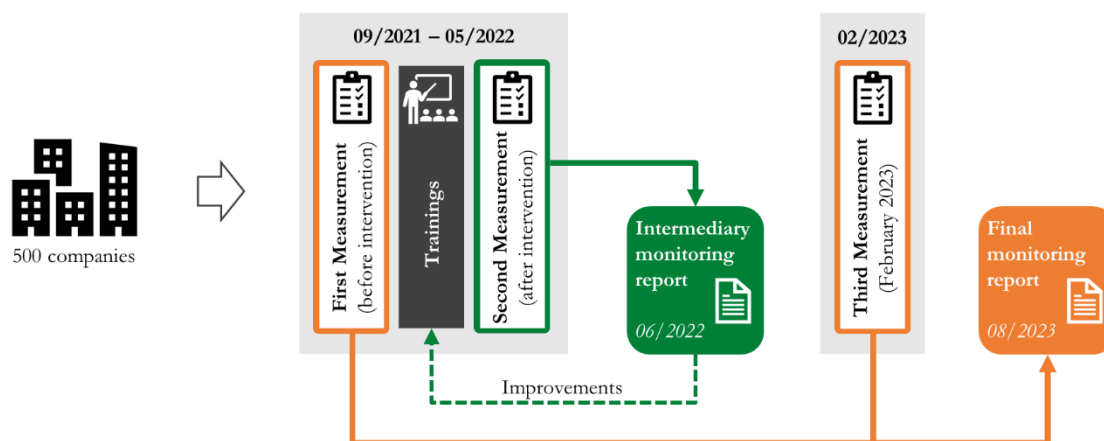 09/2021 – 05/2022
02/2023
500 companies
First Measurement
(before intervention)
Trainings
Second Measurement
(after intervention)
Intermediary
monitoring
report
06/2022
Third Measurement
(February 2023)
Final
monitoring
report
08/2023
Improvements